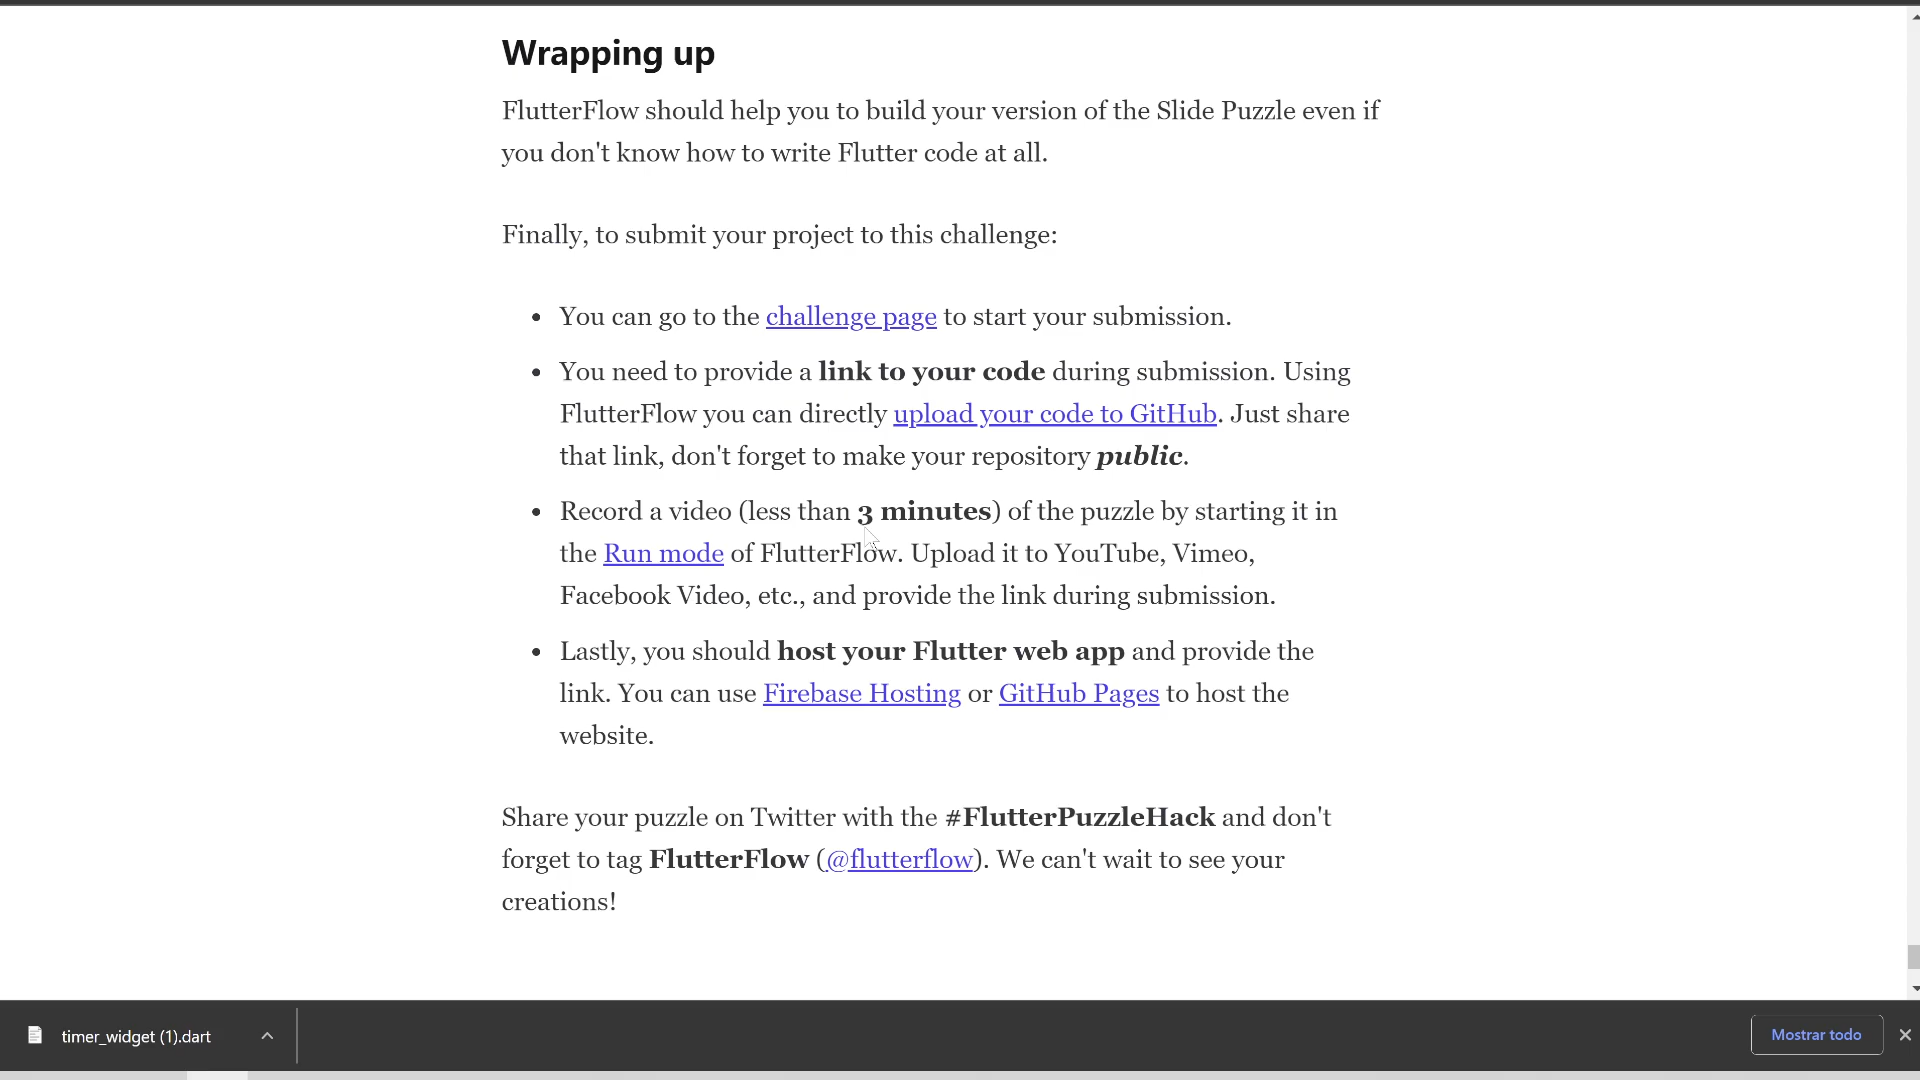 Wrapping up
FlutterFlow should help you to build your version of the Slide Puzzle even if
you don't know how to write Flutter code at all.
Finally, to submit your project to this challenge:
• You can go to the challenge page to start your submission.
• You need to provide a link to your code during submission. Using
FlutterFlow you can directly upload your code to GitHub. Just share
that link, don't forget to make your repository public.
• Record a video (less than 3 minutes) of the puzzle by starting it in
the Run mode of FlutterFlow. Upload it to YouTube, Vimeo,
Facebook Video, etc., and provide the link during submission.
• Lastly, you should host your Flutter web app and provide the
link. You can use Firebase Hosting or GitHub Pages to host the
website.
Share your puzzle on Twitter with the #FlutterPuzzleHack and don't
forget to tag FlutterFlow (@flutterflow). We can't wait to see your
creations!
timer_widget (1).dart
Mostrar todo